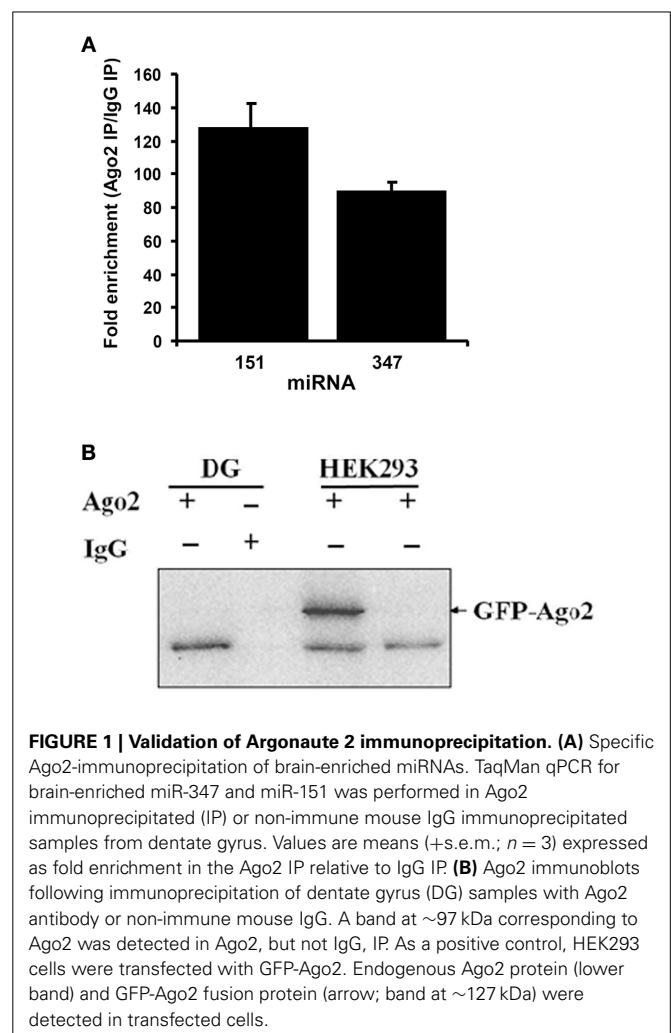 A
Fold enrichment (Ago2 IP/IgG IP)
160
140
120
100
80
60
40
20
0
151 347
miRNA
B
DG HEK293
Ago2 + – + +
IgG – + – –
GFP-Ago2
FIGURE 1 | Validation of Argonaute 2 immunoprecipitation. (A) Specific
Ago2-immunoprecipitation of brain-enriched miRNAs. TaqMan qPCR for
brain-enriched miR-347 and miR-151 was performed in Ago2
immunoprecipitated (IP) or non-immune mouse IgG immunoprecipitated
samples from dentate gyrus. Values are means (+s.e.m.; n = 3) expressed
as fold enrichment in the Ago2 IP relative to IgG IP. (B) Ago2 immunoblots
following immunoprecipitation of dentate gyrus (DG) samples with Ago2
antibody or non-immune mouse IgG. A band at ∼97 kDa corresponding to
Ago2 was detected in Ago2, but not IgG, IP. As a positive control, HEK293
cells were transfected with GFP-Ago2. Endogenous Ago2 protein (lower
band) and GFP-Ago2 fusion protein (arrow; band at ∼127 kDa) were
detected in transfected cells.